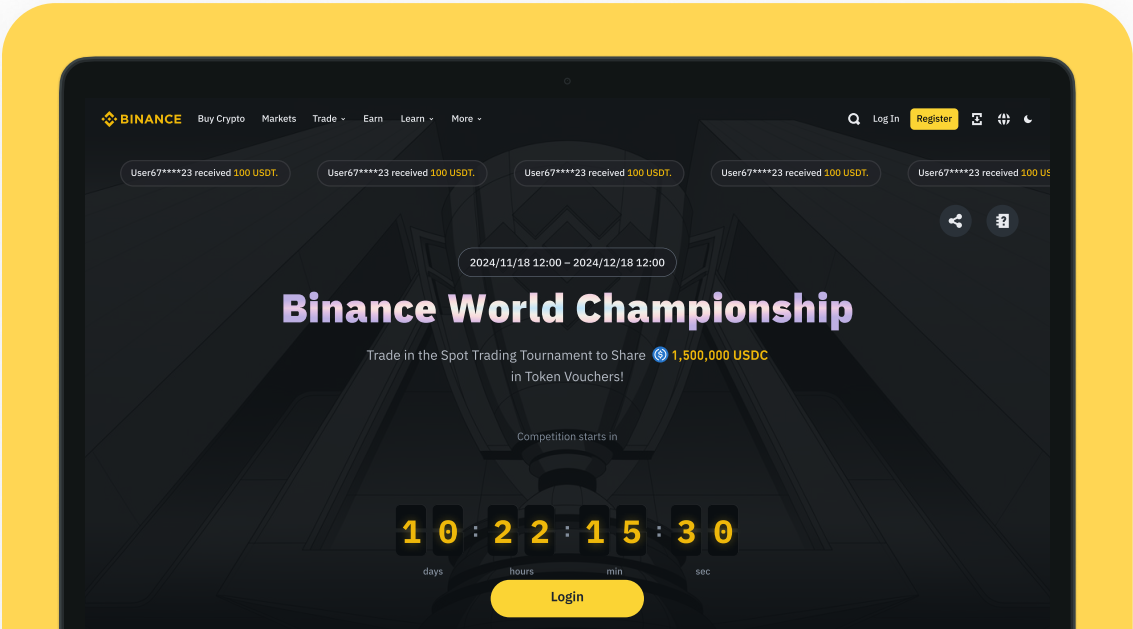 BINANCE Buy Crypto Markets Trade Earn Learn More Log In Register
User67****23 received 100 USDT. User67****23 received 100 USDT. User67****23 received 100 USDT. User67****23 received 100 USDT. User67****23 received 100 US
2024/11/18 12:00 – 2024/12/18 12:00
Binance World Championship
Trade in the Spot Trading Tournament to Share 1,500,000 USDC
in Token Vouchers!
Competition starts in
10 : 22 : 15 : 30
days hours min sec
Login